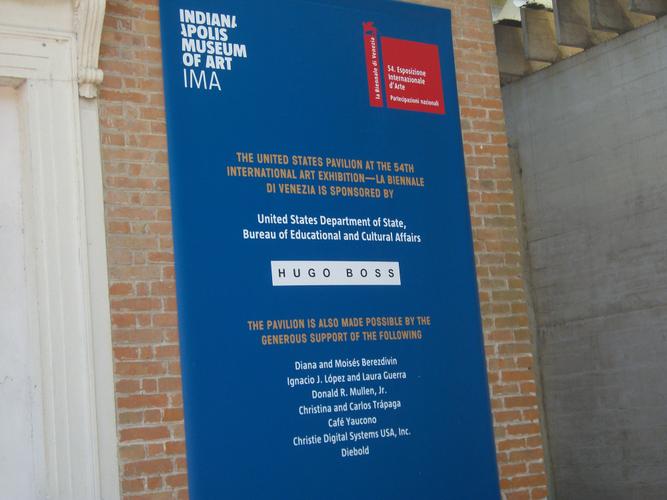 INDIANA
APOLIS
MUSEUM
OF ART
IMA
la Biennale di Venezia
54. Esposizione
Internazionale
d'Arte
Partecipazioni nazionali
THE UNITED STATES PAVILION AT THE 54TH
INTERNATIONAL ART EXHIBITION—LA BIENNALE
DI VENEZIA IS SPONSORED BY
United States Department of State,
Bureau of Educational and Cultural Affairs
HUGO BOSS
THE PAVILION IS ALSO MADE POSSIBLE BY THE
GENEROUS SUPPORT OF THE FOLLOWING
Diana and Moisés Berezdivin
Ignacio J. López and Laura Guerra
Donald R. Mullen, Jr.
Christina and Carlos Trápaga
Café Yaucono
Christie Digital Systems USA, Inc.
Diebold